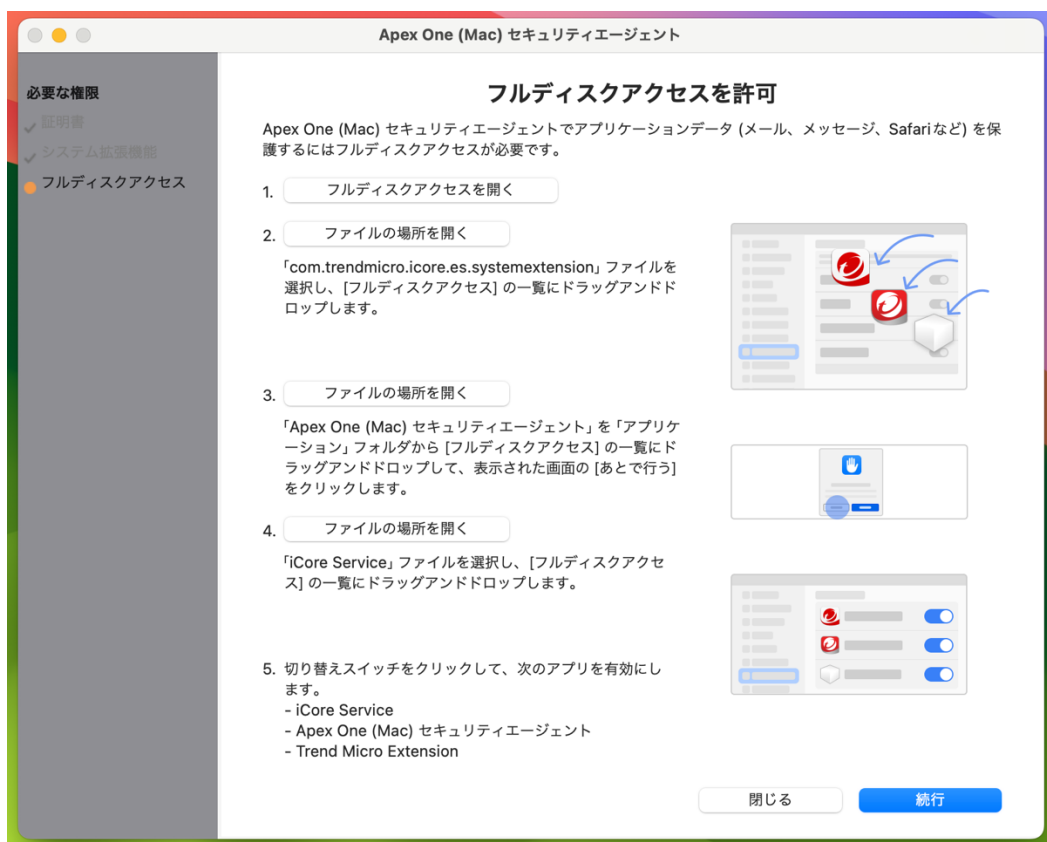 Apex One (Mac) セキュリティエージェント
必要な権限
証明書
システム拡張機能
フルディスクアクセス
フルディスクアクセスを許可
Apex One (Mac) セキュリティエージェントでアプリケーションデータ (メール、メッセージ、Safariなど) を保
護するにはフルディスクアクセスが必要です。
1. フルディスクアクセスを開く
2. ファイルの場所を開く
「com.trendmicro.icore.es.systemextension」ファイルを
選択し、[フルディスクアクセス] の一覧にドラッグアンドド
ロップします。
3. ファイルの場所を開く
「Apex One (Mac) セキュリティエージェント」を「アプリケ
ーション」フォルダから [フルディスクアクセス] の一覧にド
ラッグアンドドロップして、表示された画面の [あとで行う]
をクリックします。
4. ファイルの場所を開く
「iCore Service」ファイルを選択し、[フルディスクアクセ
ス] の一覧にドラッグアンドドロップします。
5. 切り替えスイッチをクリックして、次のアプリを有効にし
ます。
- iCore Service
- Apex One (Mac) セキュリティエージェント
- Trend Micro Extension
閉じる
続行